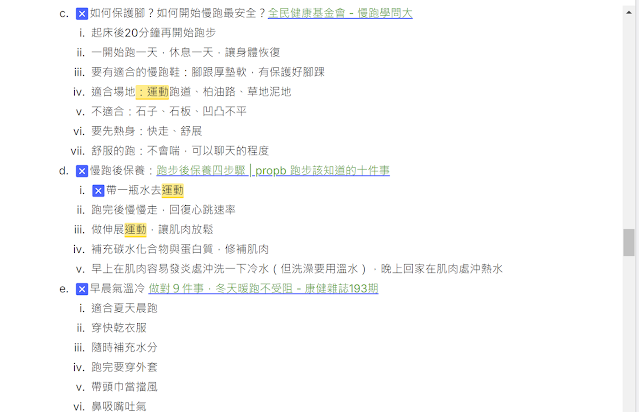 c. 如何保護腳？如何開始慢跑最安全？全民健康基金會 - 慢跑學問大
i. 起床後20分鐘再開始跑步
ii. 一開始跑一天，休息一天，讓身體恢復
iii. 要有適合的慢跑鞋：腳跟厚墊軟，有保護好腳踝
iv. 適合場地：運動跑道、柏油路、草地泥地
v. 不適合：石子、石板、凹凸不平
vi. 要先熱身：快走、舒展
vii. 舒服的跑：不會喘，可以聊天的程度
d. 慢跑後保養：跑步後保養四步驟 | propb 跑步該知道的十件事
i. 帶一瓶水去運動
ii. 跑完後慢慢走，回復心跳速率
iii. 做伸展運動，讓肌肉放鬆
iv. 補充碳水化合物與蛋白質，修補肌肉
v. 早上在肌肉容易發炎處沖洗一下冷水（但洗澡要用溫水），晚上回家在肌肉處沖熱水
e. 早晨氣溫冷 做對９件事，冬天暖跑不受阻 - 康健雜誌193期
i. 適合夏天晨跑
ii. 穿快乾衣服
iii. 隨時補充水分
iv. 跑完要穿外套
v. 帶頭巾當擋風
vi. 鼻吸嘴吐氣